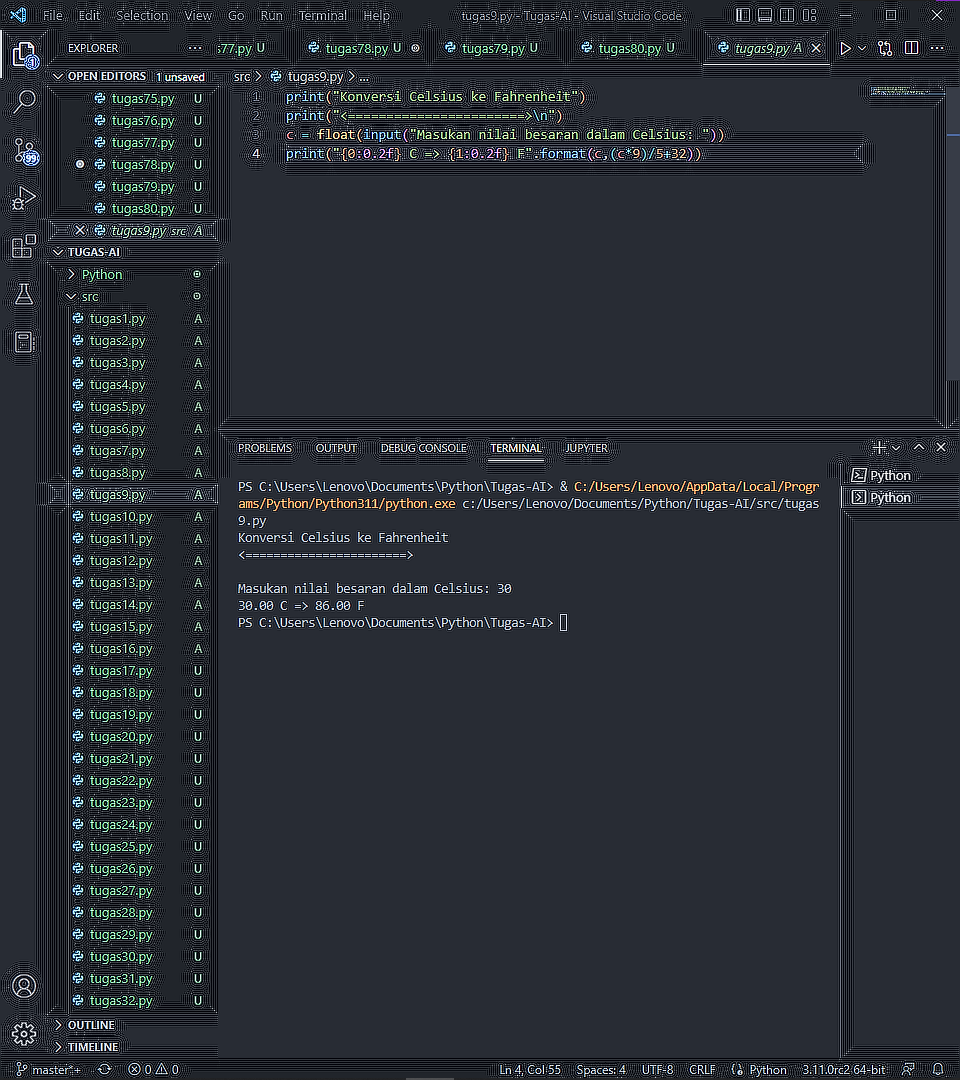 File Edit Selection View Go Run Terminal Help tugas9.py - Tugas-AI - Visual Studio Code
EXPLORER ... s77.py U tugas78.py U tugas79.py U tugas80.py U tugas9.py A
OPEN EDITORS 1 unsaved
src > tugas9.py > ...
tugas75.py U
tugas76.py U
tugas77.py U
tugas78.py U
tugas79.py U
tugas80.py U
tugas9.py src A
1 print("Konversi Celsius ke Fahrenheit")
2 print("<=======================>\n")
3 c = float(input("Masukan nilai besaran dalam Celsius: "))
4 print("{0:0.2f} C => {1:0.2f} F".format(c,(c*9)/5+32))
TUGAS-AI
Python
src
tugas1.py A
tugas2.py A
tugas3.py A
tugas4.py A
tugas5.py A
tugas6.py A
tugas7.py A
tugas8.py A
tugas9.py A
tugas10.py A
tugas11.py A
tugas12.py A
tugas13.py A
tugas14.py A
tugas15.py A
tugas16.py A
tugas17.py U
tugas18.py U
tugas19.py U
tugas20.py U
tugas21.py U
tugas22.py U
tugas23.py U
tugas24.py U
tugas25.py U
tugas26.py U
tugas27.py U
tugas28.py U
tugas29.py U
tugas30.py U
tugas31.py U
tugas32.py U
OUTLINE
TIMELINE
PROBLEMS OUTPUT DEBUG CONSOLE TERMINAL JUPYTER
PS C:\Users\Lenovo\Documents\Python\Tugas-AI> & C:/Users/Lenovo/AppData/Local/Progr
ams/Python/Python311/python.exe c:/Users/Lenovo/Documents/Python/Tugas-AI/src/tugas
9.py
Konversi Celsius ke Fahrenheit
<=======================>
Masukan nilai besaran dalam Celsius: 30
30.00 C => 86.00 F
PS C:\Users\Lenovo\Documents\Python\Tugas-AI>
Python
Python
1
99
master*+ 0 0 Ln 4, Col 55 Spaces: 4 UTF-8 CRLF Python 3.11.0rc2 64-bit